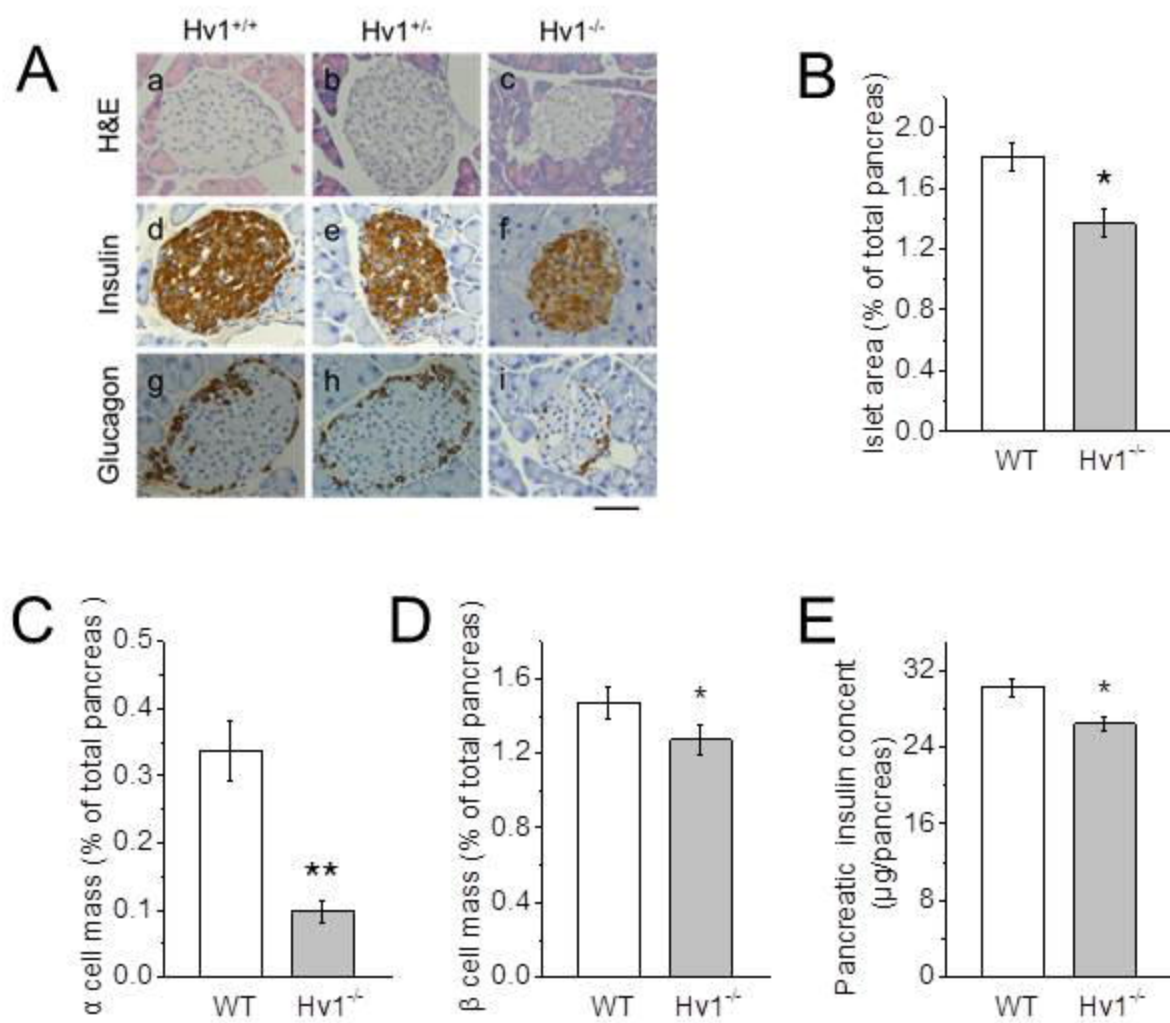 Hv1+/+ Hv1+/- Hv1-/-
A
H&E
a b c
Insulin
d e f
Glucagon
g h i
B
Islet area (% of total pancreas)
2.0
1.6
1.2
0.8
0.4
0.0
*
WT Hv1-/-
C
α cell mass (% of total pancreas )
0.5
0.4
0.3
0.2
0.1
0.0
**
WT Hv1-/-
D
β cell mass (% of total pancreas)
1.6
1.2
0.8
0.4
0.0
*
WT Hv1-/-
E
Pancreatic insulin concent
(μg/pancreas)
32
24
16
8
0
*
WT Hv1-/-